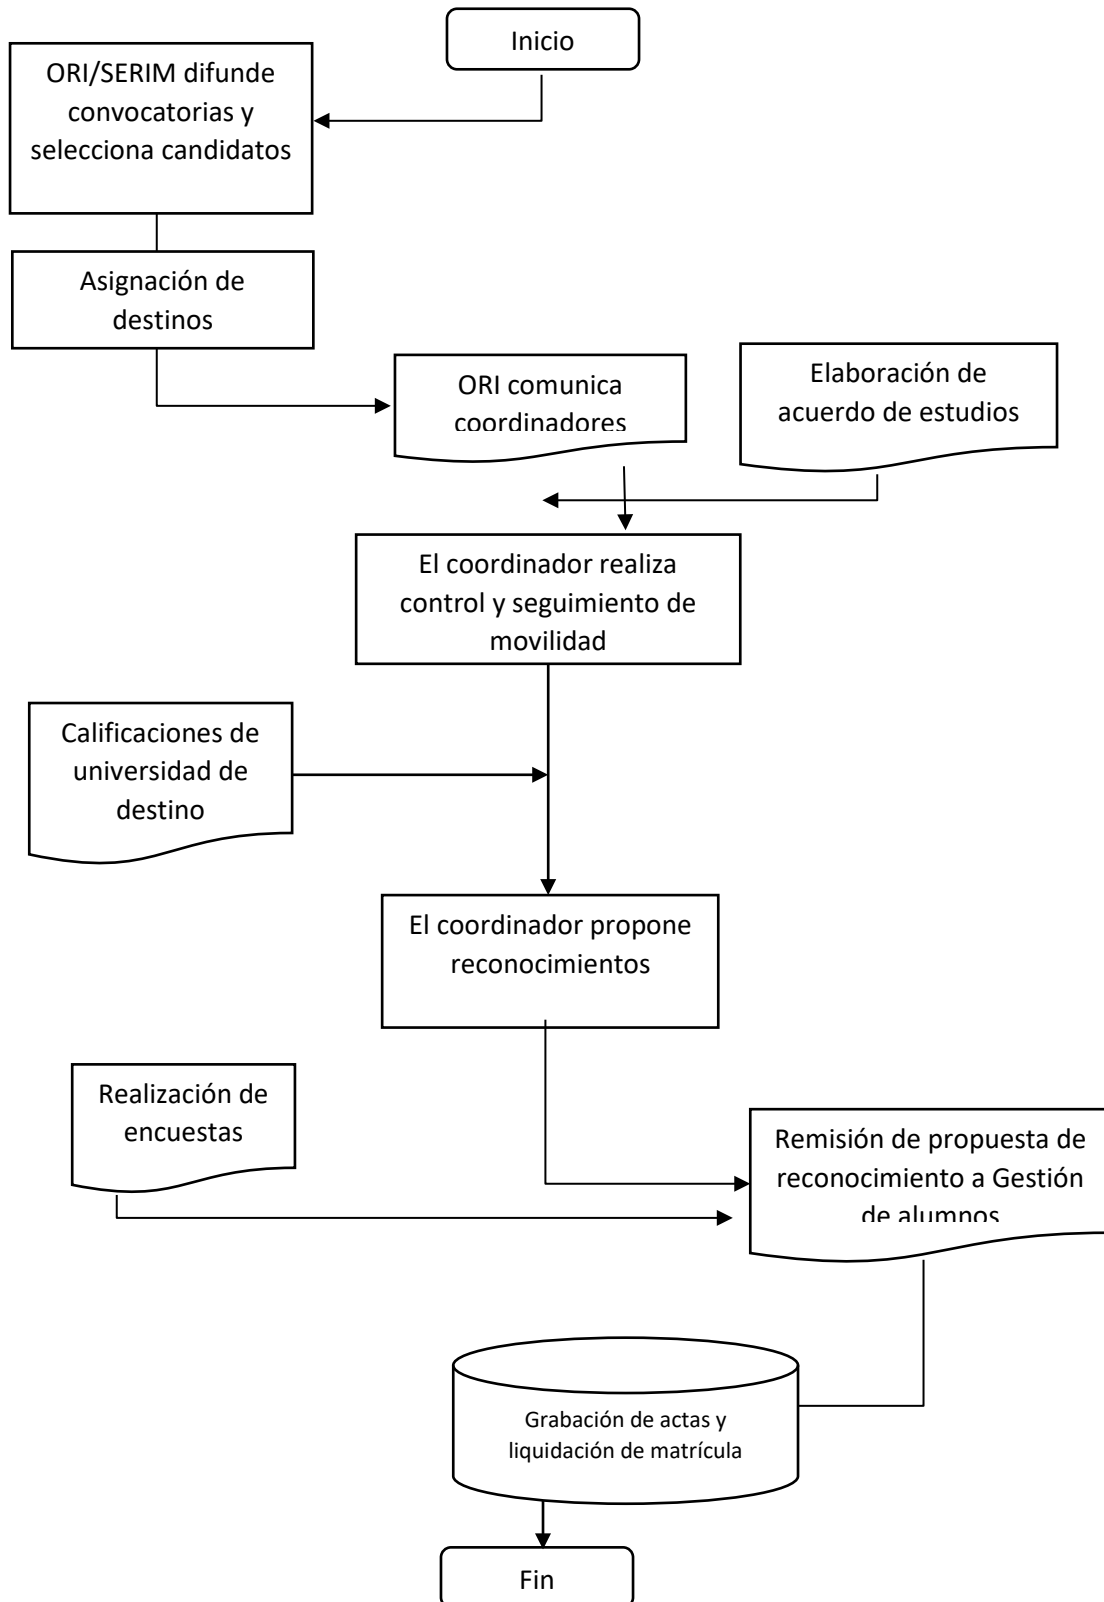 Inicio
ORI/SERIM difunde
convocatorias y
selecciona candidatos
Asignación de
destinos
ORI comunica
coordinadores
Elaboración de
acuerdo de estudios
El coordinador realiza
control y seguimiento de
movilidad
Calificaciones de
universidad de
destino
El coordinador propone
reconocimientos
Realización de
encuestas
Remisión de propuesta de
reconocimiento a Gestión
de alumnos
Grabación de actas y
liquidación de matrícula
Fin